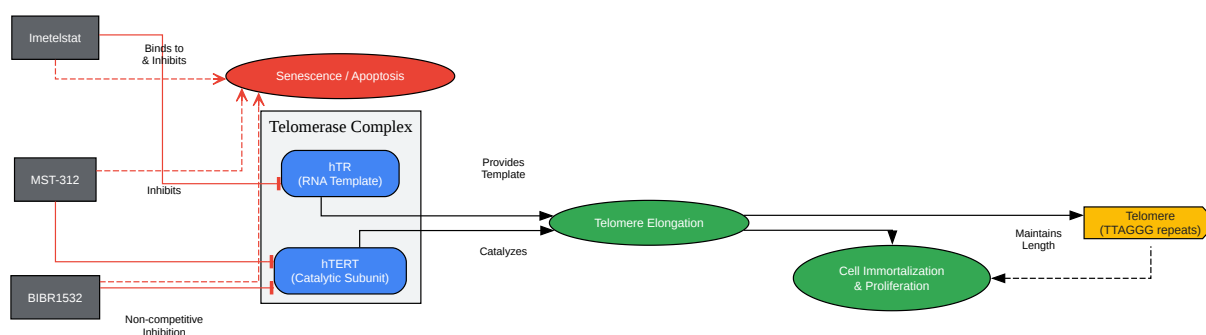 Imetelstat
Binds to
& Inhibits
Senescence / Apoptosis
Telomerase Complex
hTR
(RNA Template)
MST-312
Inhibits
Provides
Template
Telomere Elongation
Telomere
(TTAGGG repeats)
Maintains
Length
Catalyzes
hTERT
(Catalytic Subunit)
Cell Immortalization
& Proliferation
BIBR1532
Non-competitive
Inhibition